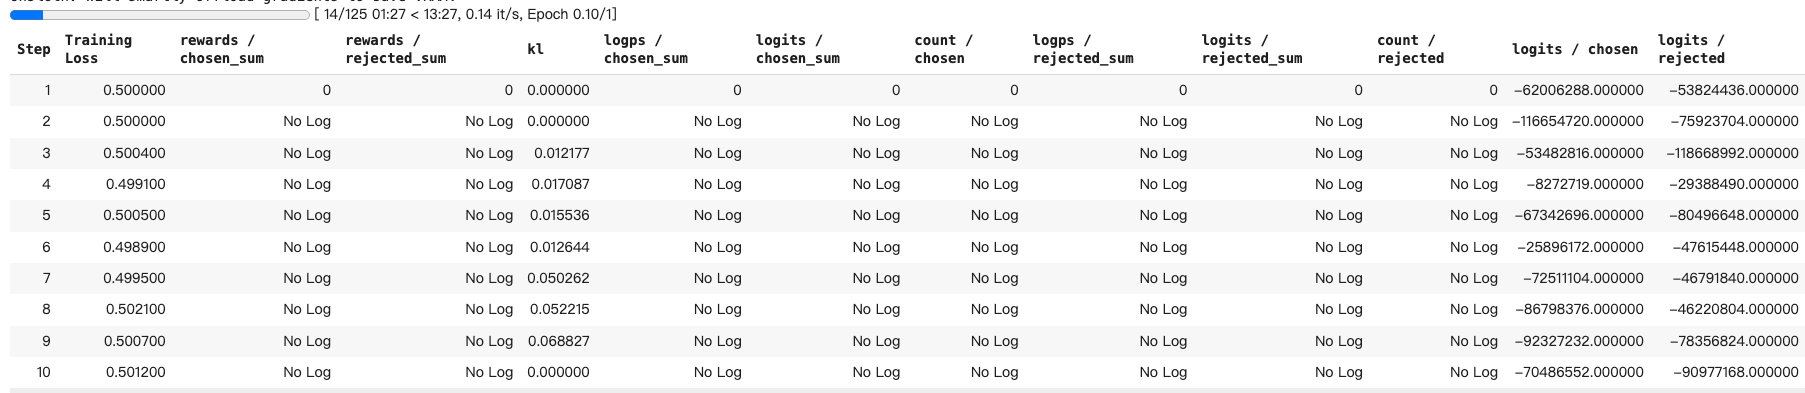 [ 14/125 01:27 < 13:27, 0.14 it/s, Epoch 0.10/1]
Step Training Loss rewards / chosen_sum rewards / rejected_sum kl logps / chosen_sum logits / chosen_sum count / chosen logps / rejected_sum logits / rejected_sum count / rejected logits / chosen logits / rejected
1 0.500000 0 0 0.000000 0 0 0 0 0 0 −62006288.000000 −53824436.000000
2 0.500000 No Log No Log 0.000000 No Log No Log No Log No Log No Log No Log −116654720.000000 −75923704.000000
3 0.500400 No Log No Log 0.012177 No Log No Log No Log No Log No Log No Log −53482816.000000 −118668992.000000
4 0.499100 No Log No Log 0.017087 No Log No Log No Log No Log No Log No Log −8272719.000000 −29388490.000000
5 0.500500 No Log No Log 0.015536 No Log No Log No Log No Log No Log No Log −67342696.000000 −80496648.000000
6 0.498900 No Log No Log 0.012644 No Log No Log No Log No Log No Log No Log −25896172.000000 −47615448.000000
7 0.499500 No Log No Log 0.050262 No Log No Log No Log No Log No Log No Log −72511104.000000 −46791840.000000
8 0.502100 No Log No Log 0.052215 No Log No Log No Log No Log No Log No Log −86798376.000000 −46220804.000000
9 0.500700 No Log No Log 0.068827 No Log No Log No Log No Log No Log No Log −92327232.000000 −78356824.000000
10 0.501200 No Log No Log 0.000000 No Log No Log No Log No Log No Log No Log −70486552.000000 −90977168.000000